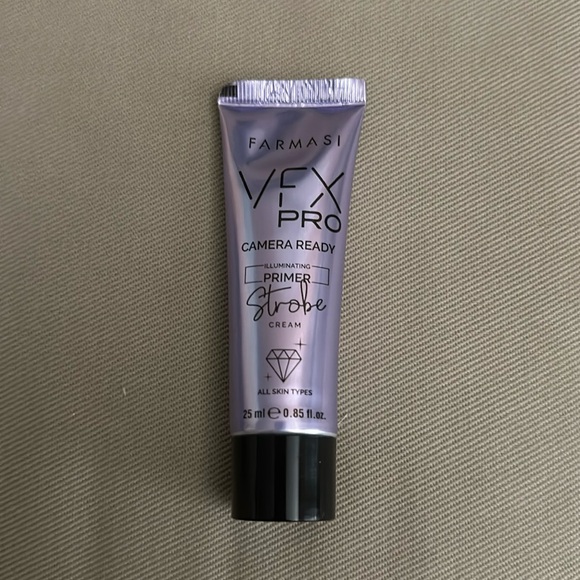 FARMASI
VFX
PRO
CAMERA READY
ILLUMINATING
PRIMER
Strobe
CREAM
ALL SKIN TYPES
25 ml ℮ 0.85 fl.oz.